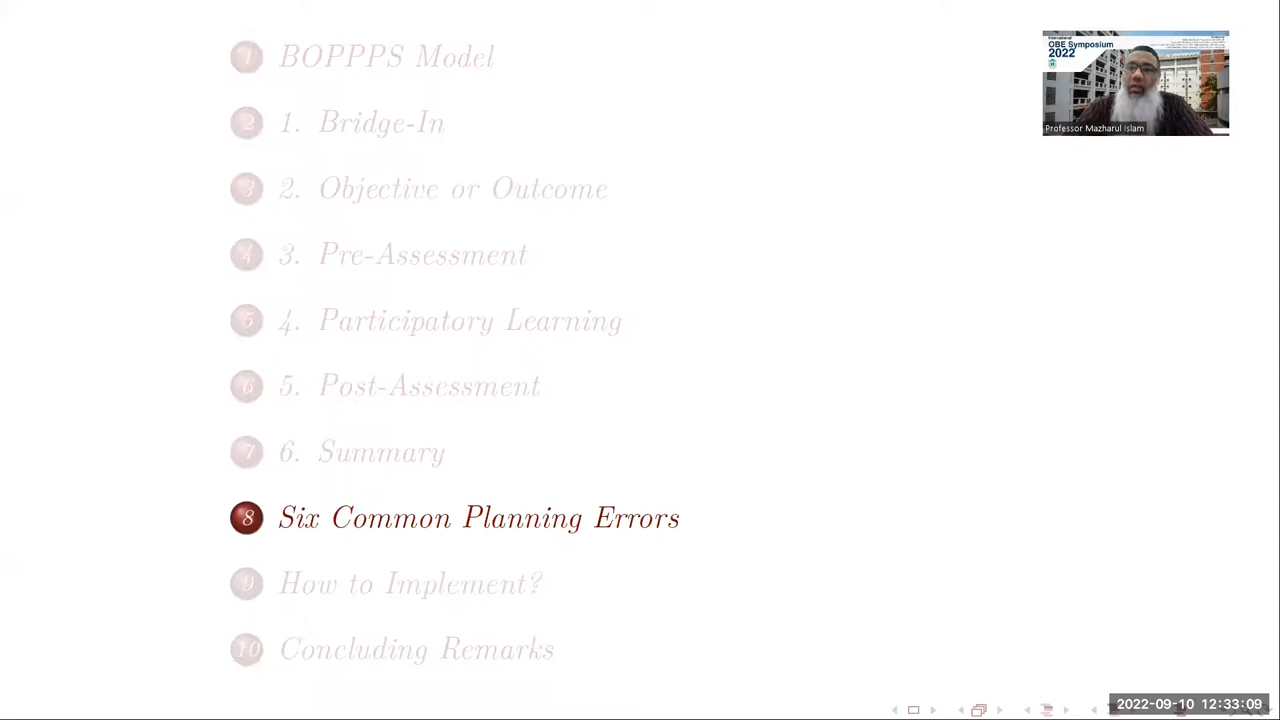 1 BOPPPS Mode
2 1. Bridge-In
3 2. Objective or Outcome
4 3. Pre-Assessment
5 4. Participatory Learning
6 5. Post-Assessment
7 6. Summary
8 Six Common Planning Errors
9 How to Implement?
10 Concluding Remarks
International
OBE Symposium
2022
Professor Mazharul Islam
2022-09-10 12:33:09